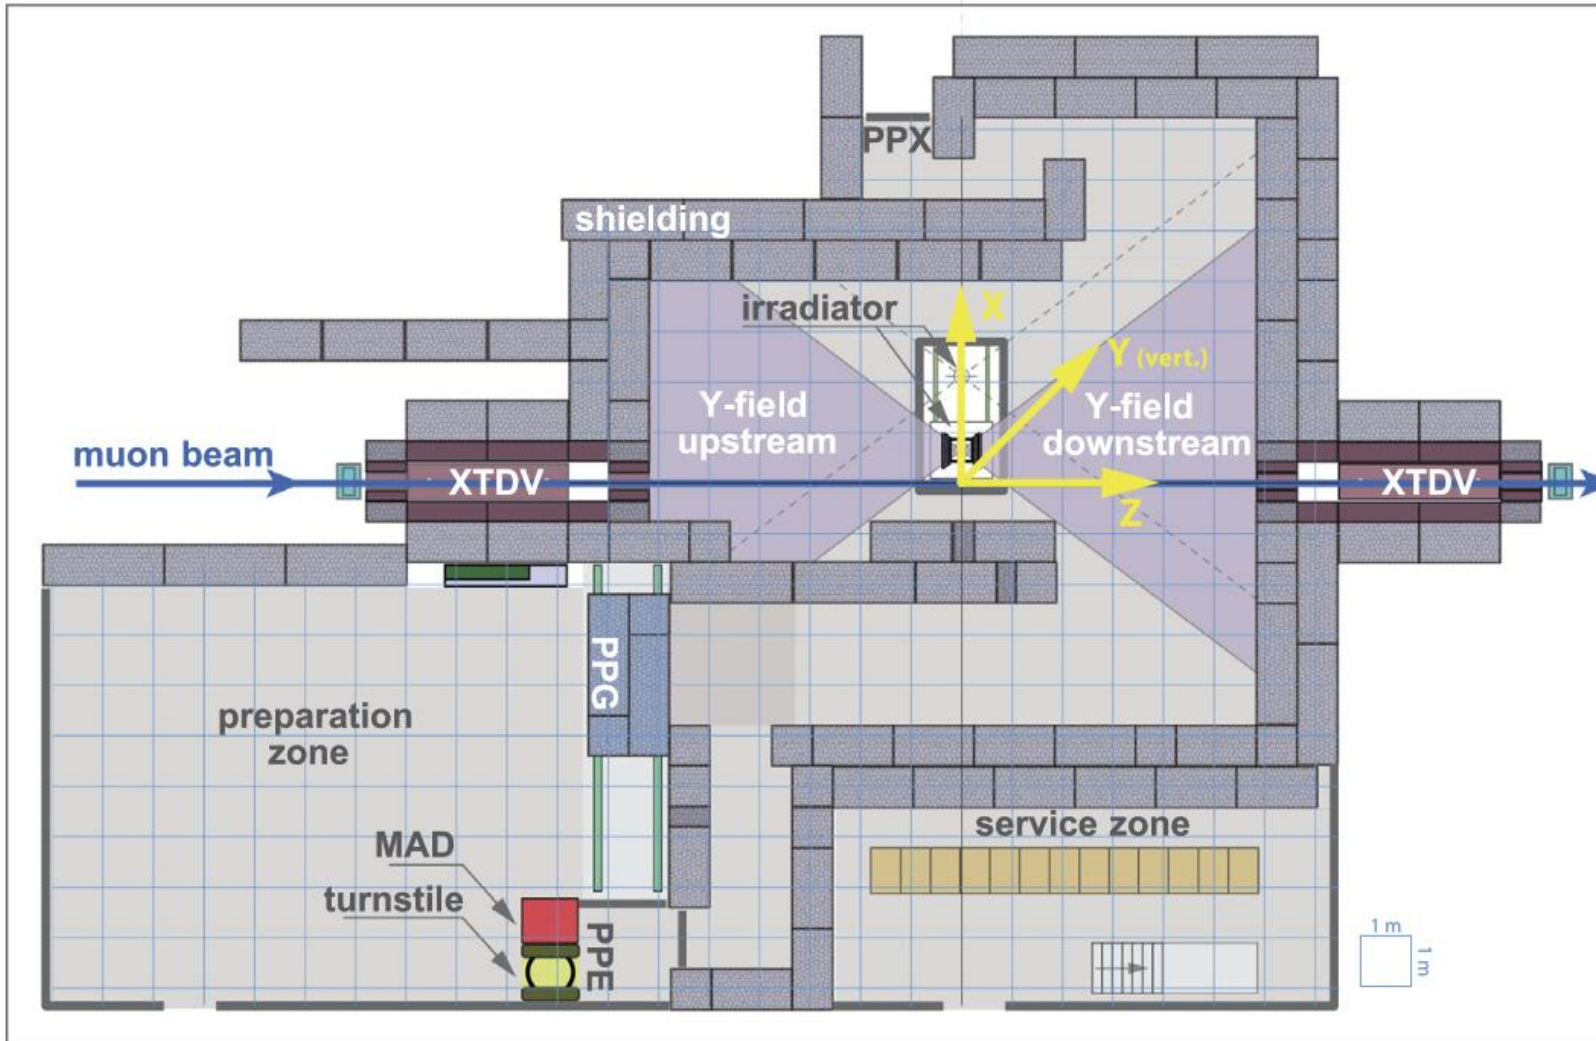 PPX
shielding
irradiator
X
Y (vert.)
Y-field
upstream
Y-field
downstream
muon beam
XTDV
XTDV
Z
PPG
preparation
zone
service zone
MAD
turnstile
PPE
1 m
1 m